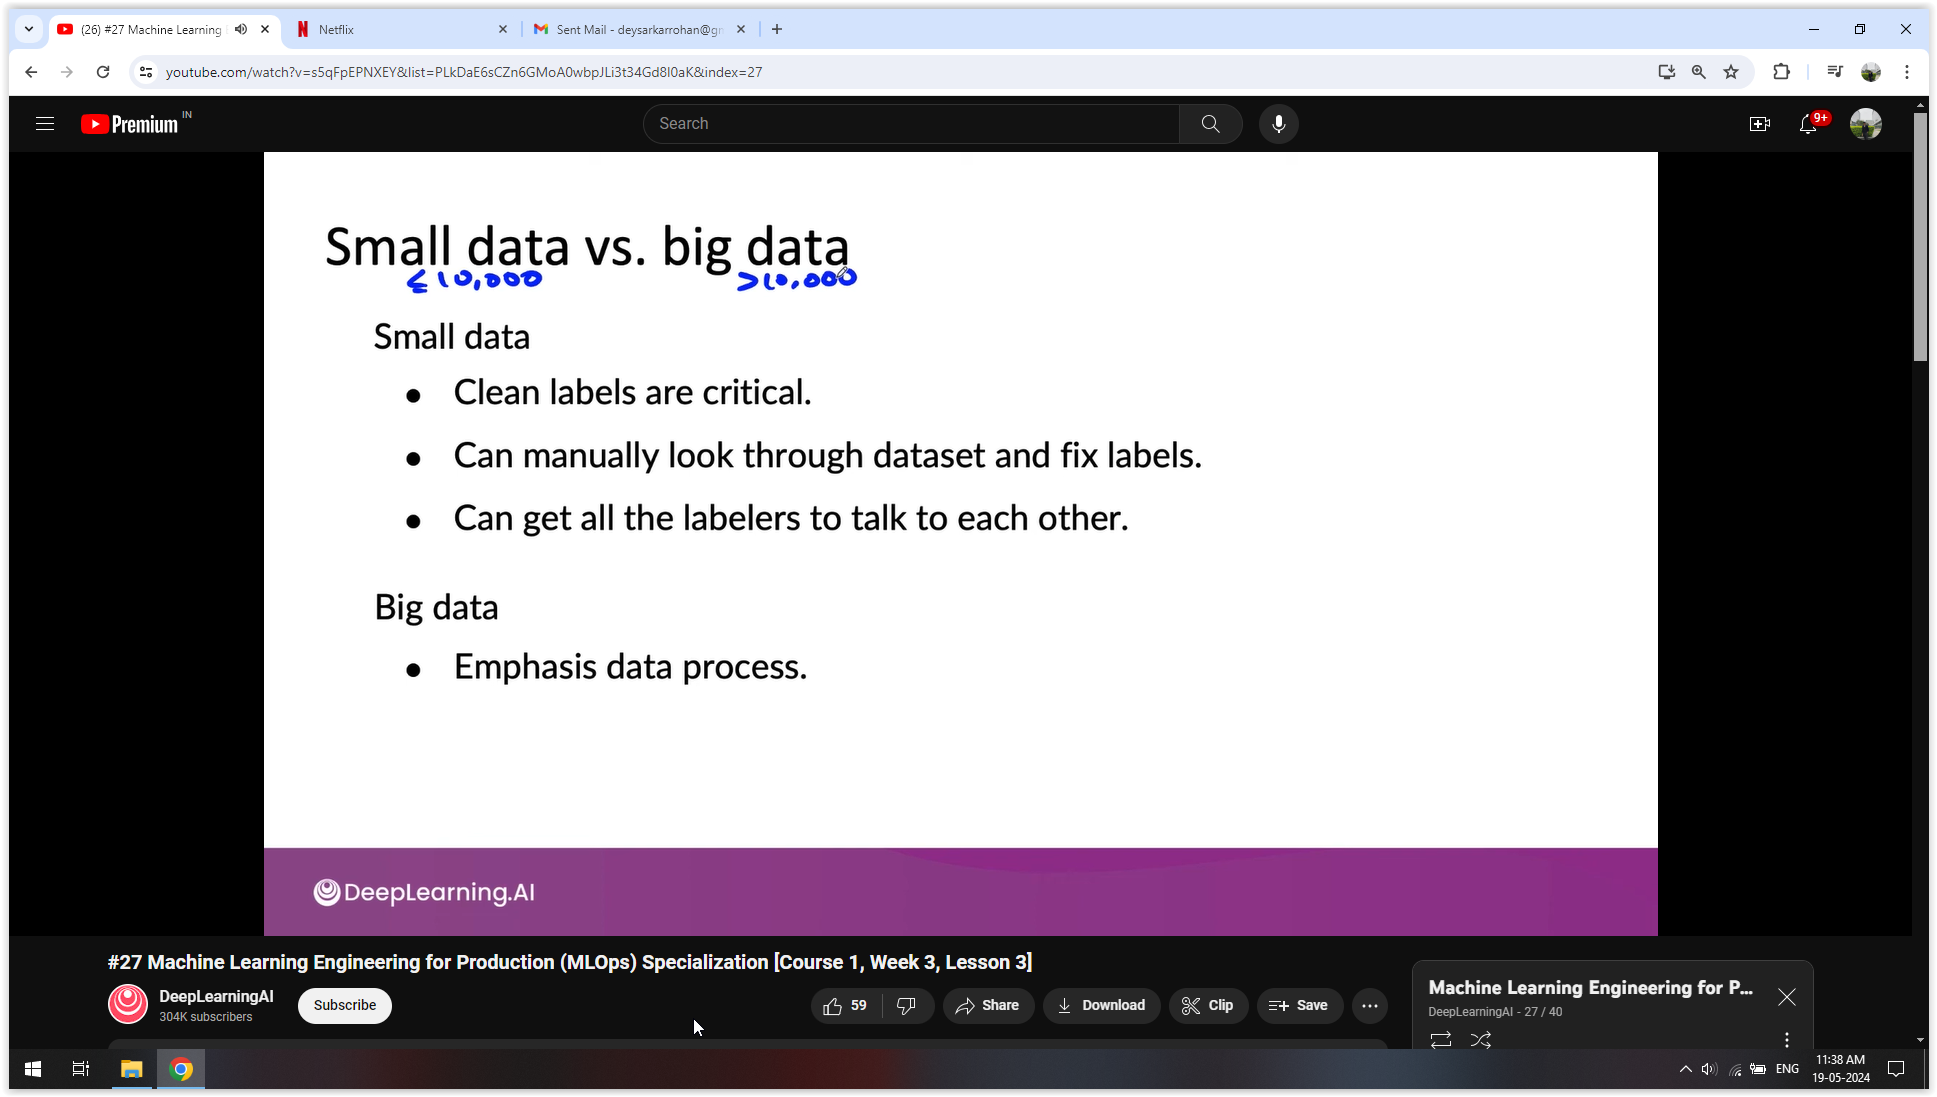 (26) #27 Machine Learning
Netflix
Sent Mail - deysarkarrohan@gm
youtube.com/watch?v=s5qFpEPNXEY&list=PLkDaE6sCZn6GMoA0wbpJLi3t34Gd8l0aK&index=27
Premium IN
Search
9+
Small data vs. big data
≤10,000 >10,000
Small data
● Clean labels are critical.
● Can manually look through dataset and fix labels.
● Can get all the labelers to talk to each other.
Big data
● Emphasis data process.
DeepLearning.AI
#27 Machine Learning Engineering for Production (MLOps) Specialization [Course 1, Week 3, Lesson 3]
DeepLearningAI
304K subscribers
Subscribe
59
Share
Download
Clip
Save
Machine Learning Engineering for P...
DeepLearningAI - 27 / 40
ENG
11:38 AM
19-05-2024